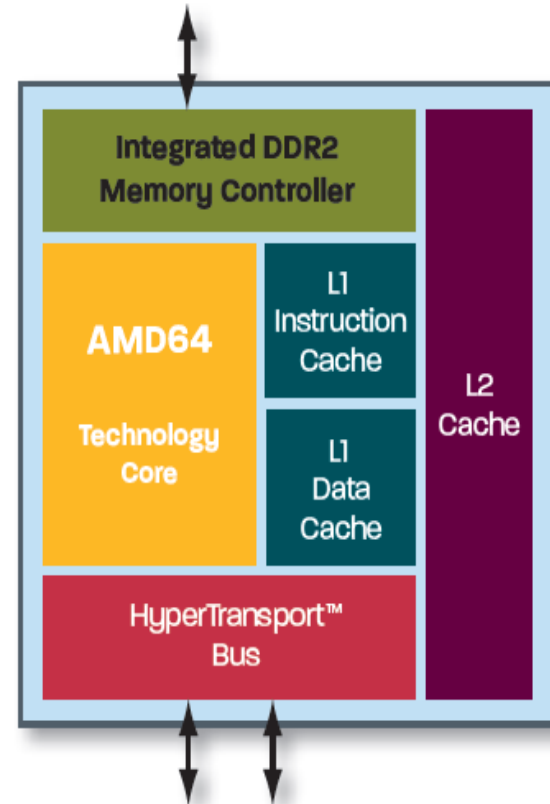 Integrated DDR2
Memory Controller
AMD64
Technology
Core
L1
Instruction
Cache
L1
Data
Cache
L2
Cache
HyperTransport™
Bus